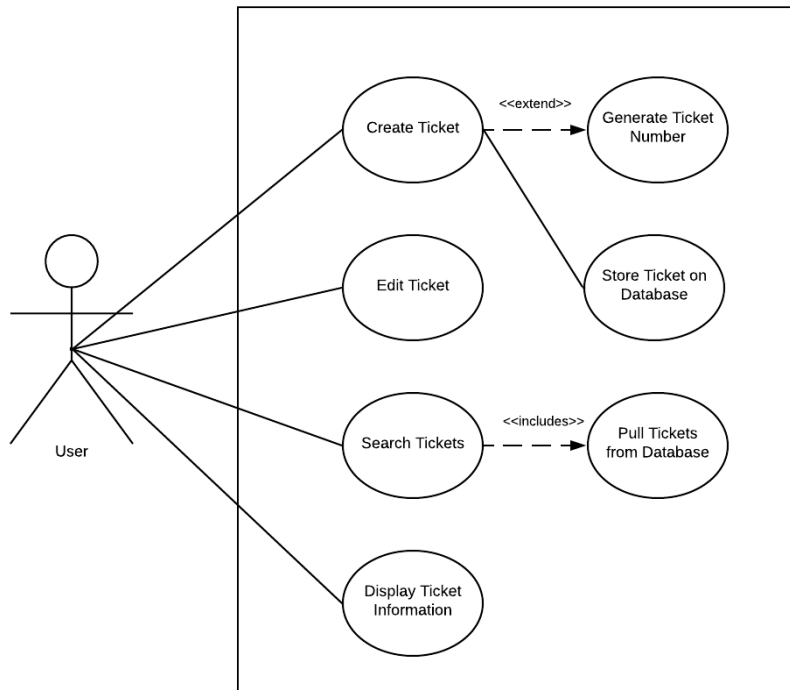 <<extend>>
Create Ticket
Generate Ticket
Number
Edit Ticket
Store Ticket on
Database
User
<<includes>>
Search Tickets
Pull Tickets
from Database
Display Ticket
Information